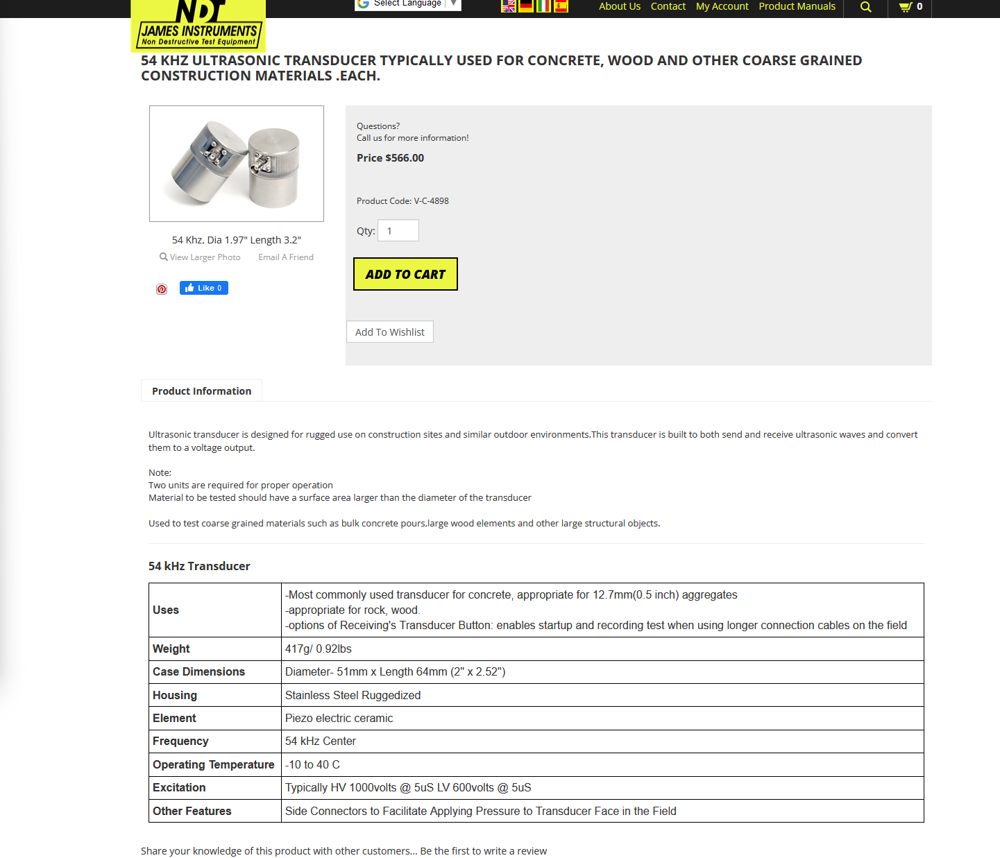 NDT
JAMES INSTRUMENTS
Non Destructive Test Equipment
Select Language
About Us Contact My Account Product Manuals 0
54 KHZ ULTRASONIC TRANSDUCER TYPICALLY USED FOR CONCRETE, WOOD AND OTHER COARSE GRAINED
CONSTRUCTION MATERIALS .EACH.
Questions?
Call us for more information!
Price $566.00
Product Code: V-C-4898
Qty: 1
ADD TO CART
Add To Wishlist
54 Khz, Dia 1.97" Length 3.2"
View Larger Photo Email A Friend
Like 0
Product Information
Ultrasonic transducer is designed for rugged use on construction sites and similar outdoor environments.This transducer is built to both send and receive ultrasonic waves and convert
them to a voltage output.
Note:
Two units are required for proper operation
Material to be tested should have a surface area larger than the diameter of the transducer
Used to test coarse grained materials such as bulk concrete pours,large wood elements and other large structural objects.
54 kHz Transducer
Uses
-Most commonly used transducer for concrete, appropriate for 12.7mm(0.5 inch) aggregates
-appropriate for rock, wood.
-options of Receiving's Transducer Button: enables startup and recording test when using longer connection cables on the field
Weight 417g/ 0.92lbs
Case Dimensions Diameter- 51mm x Length 64mm (2" x 2.52")
Housing Stainless Steel Ruggedized
Element Piezo electric ceramic
Frequency 54 kHz Center
Operating Temperature -10 to 40 C
Excitation Typically HV 1000volts @ 5uS LV 600volts @ 5uS
Other Features Side Connectors to Facilitate Applying Pressure to Transducer Face in the Field
Share your knowledge of this product with other customers... Be the first to write a review